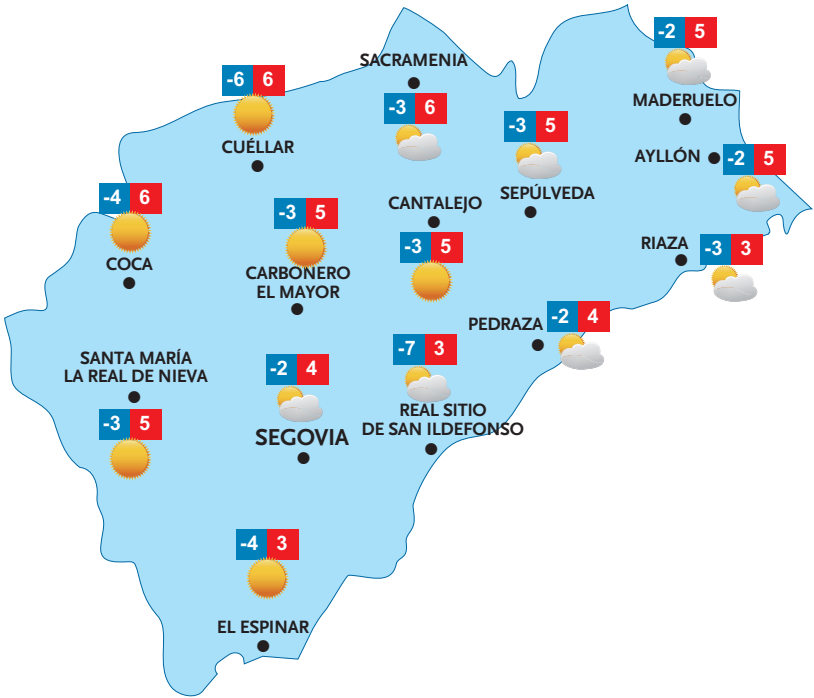 -2 5
MADERUELO
SACRAMENIA
-3 6
-6 6
CUÉLLAR
-3 5
SEPÚLVEDA
AYLLÓN
-2 5
-4 6
COCA
-3 5
CARBONERO
EL MAYOR
CANTALEJO
-3 5
RIAZA
-3 3
PEDRAZA
-2 4
SANTA MARÍA
LA REAL DE NIEVA
-3 5
-2 4
SEGOVIA
-7 3
REAL SITIO
DE SAN ILDEFONSO
-4 3
EL ESPINAR